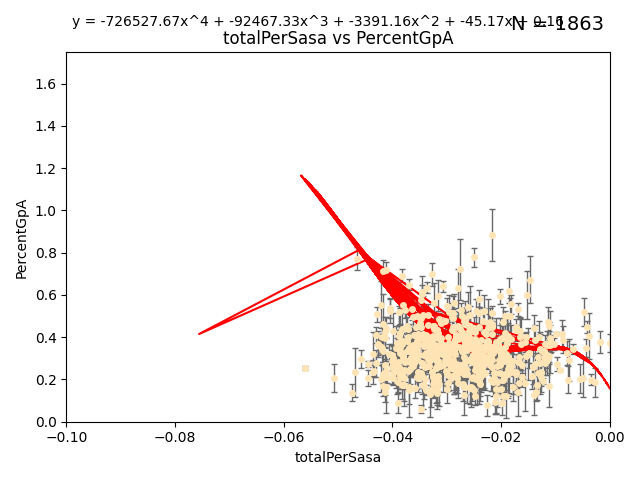 y = -726527.67x^4 + -92467.33x^3 + -3391.16x^2 + -45.17x + 0.16
N = 1863
totalPerSasa vs PercentGpA
PercentGpA
1.6
1.4
1.2
1.0
0.8
0.6
0.4
0.2
0.0
−0.10 −0.08 −0.06 −0.04 −0.02 0.00
totalPerSasa